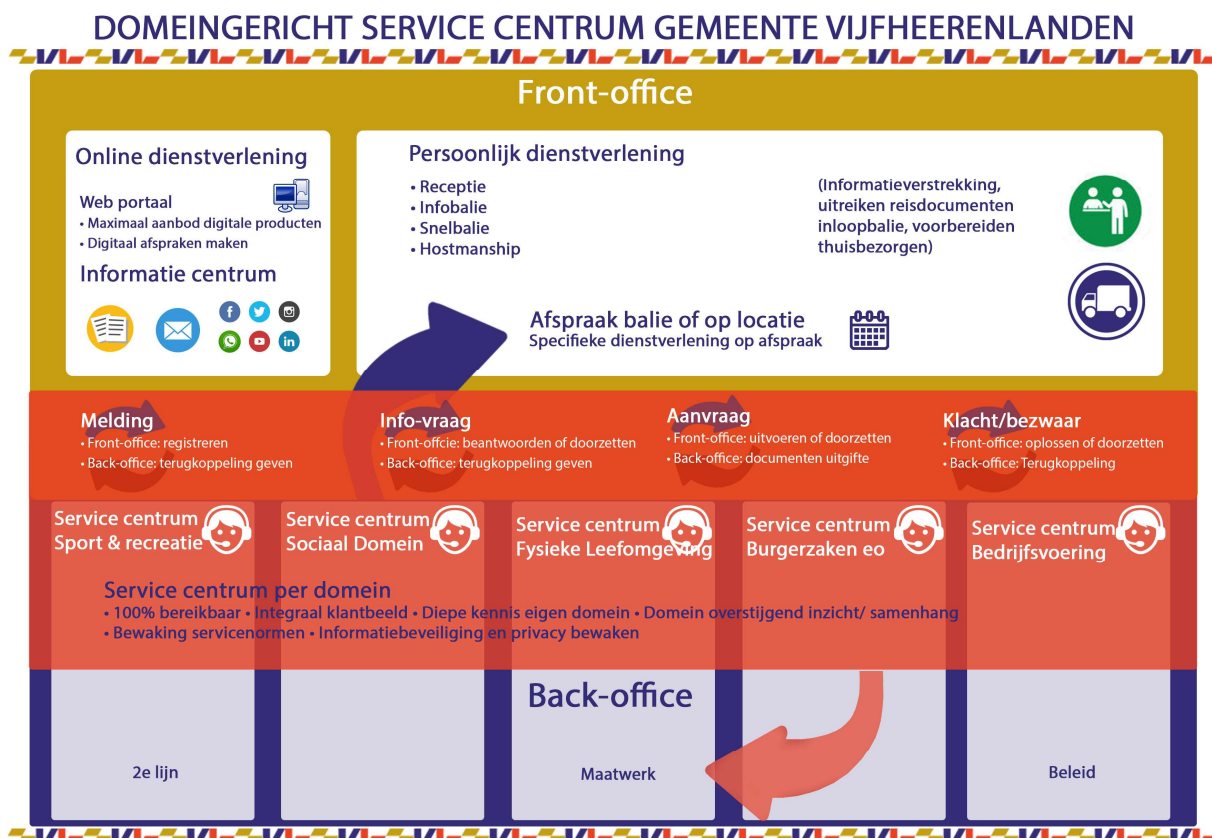 DOMEINGERICHT SERVICE CENTRUM GEMEENTE VIJFHEERENLANDEN
Front-office
Online dienstverlening
Web portaal
• Maximaal aanbod digitale producten
• Digitaal afspraken maken
Informatie centrum
Persoonlijk dienstverlening
• Receptie
• Infobalie
• Snelbalie
• Hostmanship
(Informatieverstrekking,
uitreiken reisdocumenten
inloopbalie, voorbereiden
thuisbezorgen)
Afspraak balie of op locatie
Specifieke dienstverlening op afspraak
Melding
• Front-office: registreren
• Back-office: terugkoppeling geven
Info-vraag
• Front-offcie: beantwoorden of doorzetten
• Back-office: terugkoppeling geven
Aanvraag
• Front-office: uitvoeren of doorzetten
• Back-office: documenten uitgifte
Klacht/bezwaar
• Front-office: oplossen of doorzetten
• Back-office: Terugkoppeling
Service centrum
Sport & recreatie
Service centrum
Sociaal Domein
Service centrum
Fysieke Leefomgeving
Service centrum
Burgerzaken eo
Service centrum
Bedrijfsvoering
Service centrum per domein
• 100% bereikbaar • Integraal klantbeeld • Diepe kennis eigen domein • Domein overstijgend inzicht/ samenhang
• Bewaking servicenormen • Informatiebeveiliging en privacy bewaken
Back-office
2e lijn
Maatwerk
Beleid